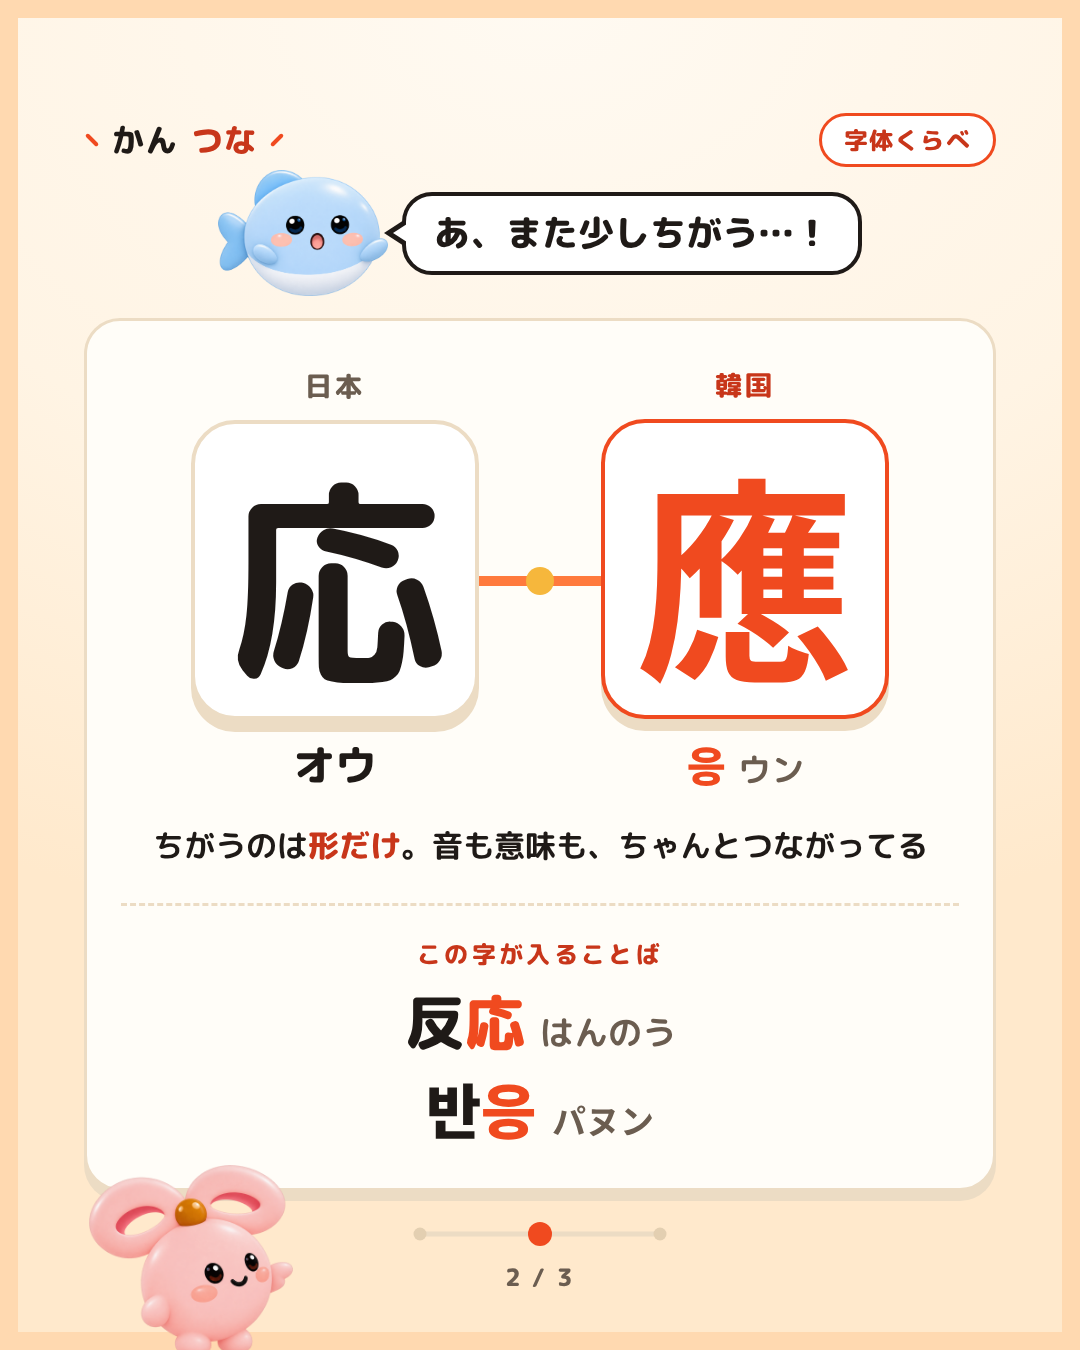 かん つな
字体くらべ
あ、また少しちがう…！
日本
韓国
応
應
オウ
응 ウン
ちがうのは形だけ。音も意味も、ちゃんとつながってる
この字が入ることば
反応 はんのう
반응 パヌン
2 / 3